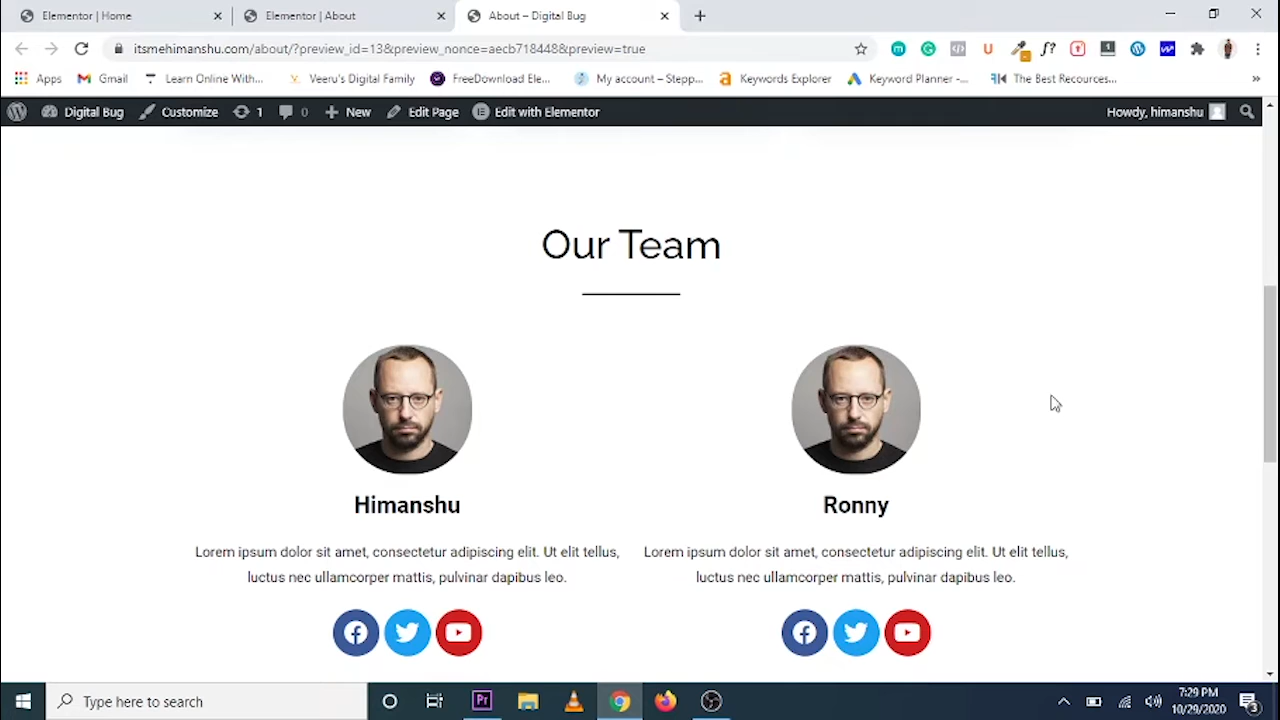 Elementor | Home
Elementor | About
About – Digital Bug
itsmehimanshu.com/about/?preview_id=13&preview_nonce=aecb718448&preview=true
Apps
Gmail
Learn Online With...
Veeru's Digital Family
FreeDownload Ele...
My account – Stepp...
Keywords Explorer
Keyword Planner -...
The Best Recources...
»
Digital Bug
Customize
1
0
New
Edit Page
Edit with Elementor
Howdy, himanshu
Our Team
Himanshu
Ronny
Lorem ipsum dolor sit amet, consectetur adipiscing elit. Ut elit tellus,
luctus nec ullamcorper mattis, pulvinar dapibus leo.
Lorem ipsum dolor sit amet, consectetur adipiscing elit. Ut elit tellus,
luctus nec ullamcorper mattis, pulvinar dapibus leo.
Type here to search
Pr
7:29 PM
10/29/2020
3